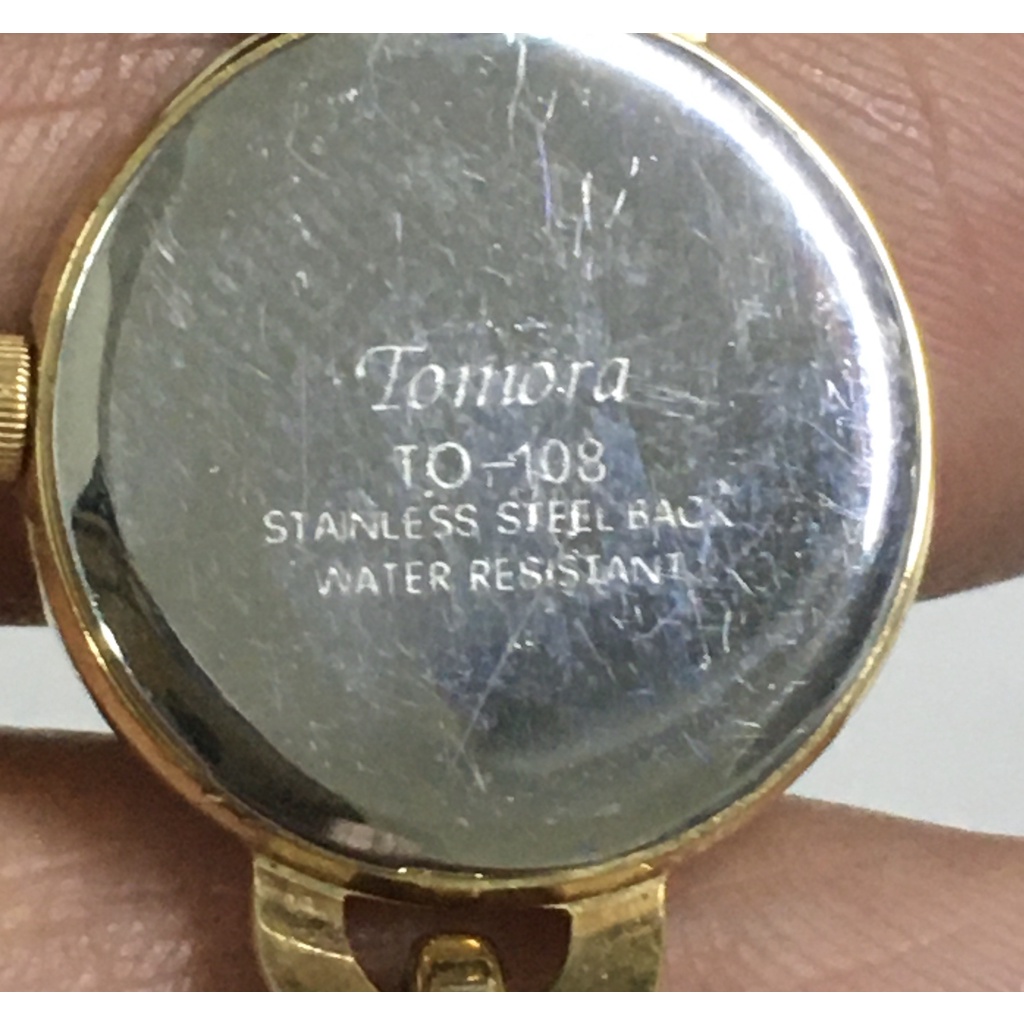 Tomora
TO-108
STAINLESS STEEL BACK
WATER RESISTANT